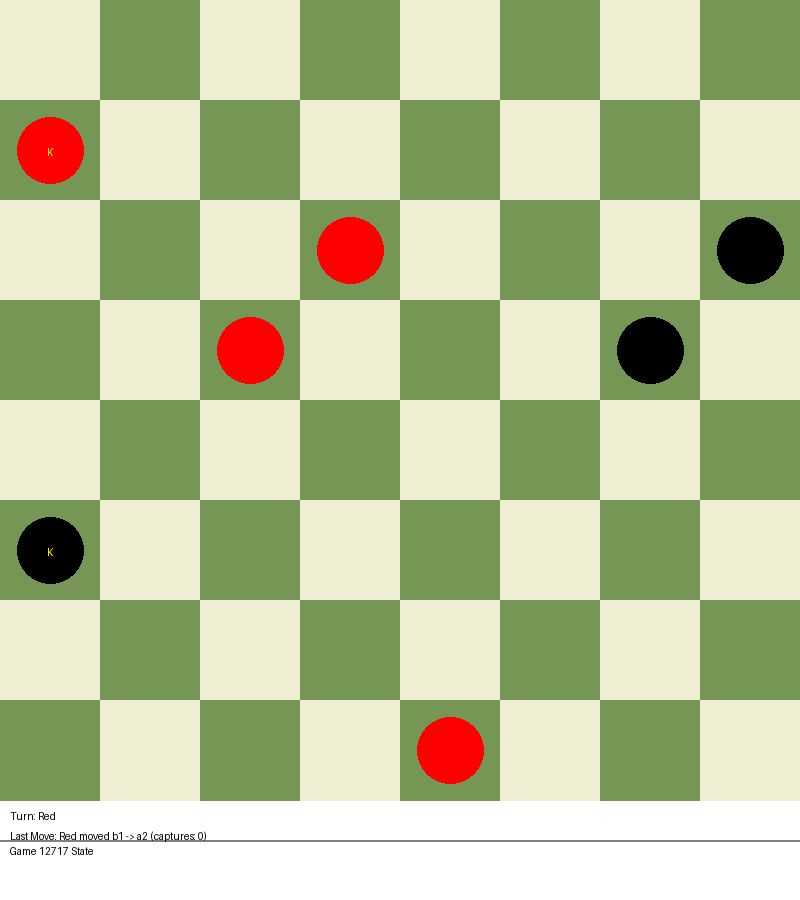 K
K
Turn: Red
Last Move: Red moved b1 -> a2 (captures: 0)
Game 12717 State